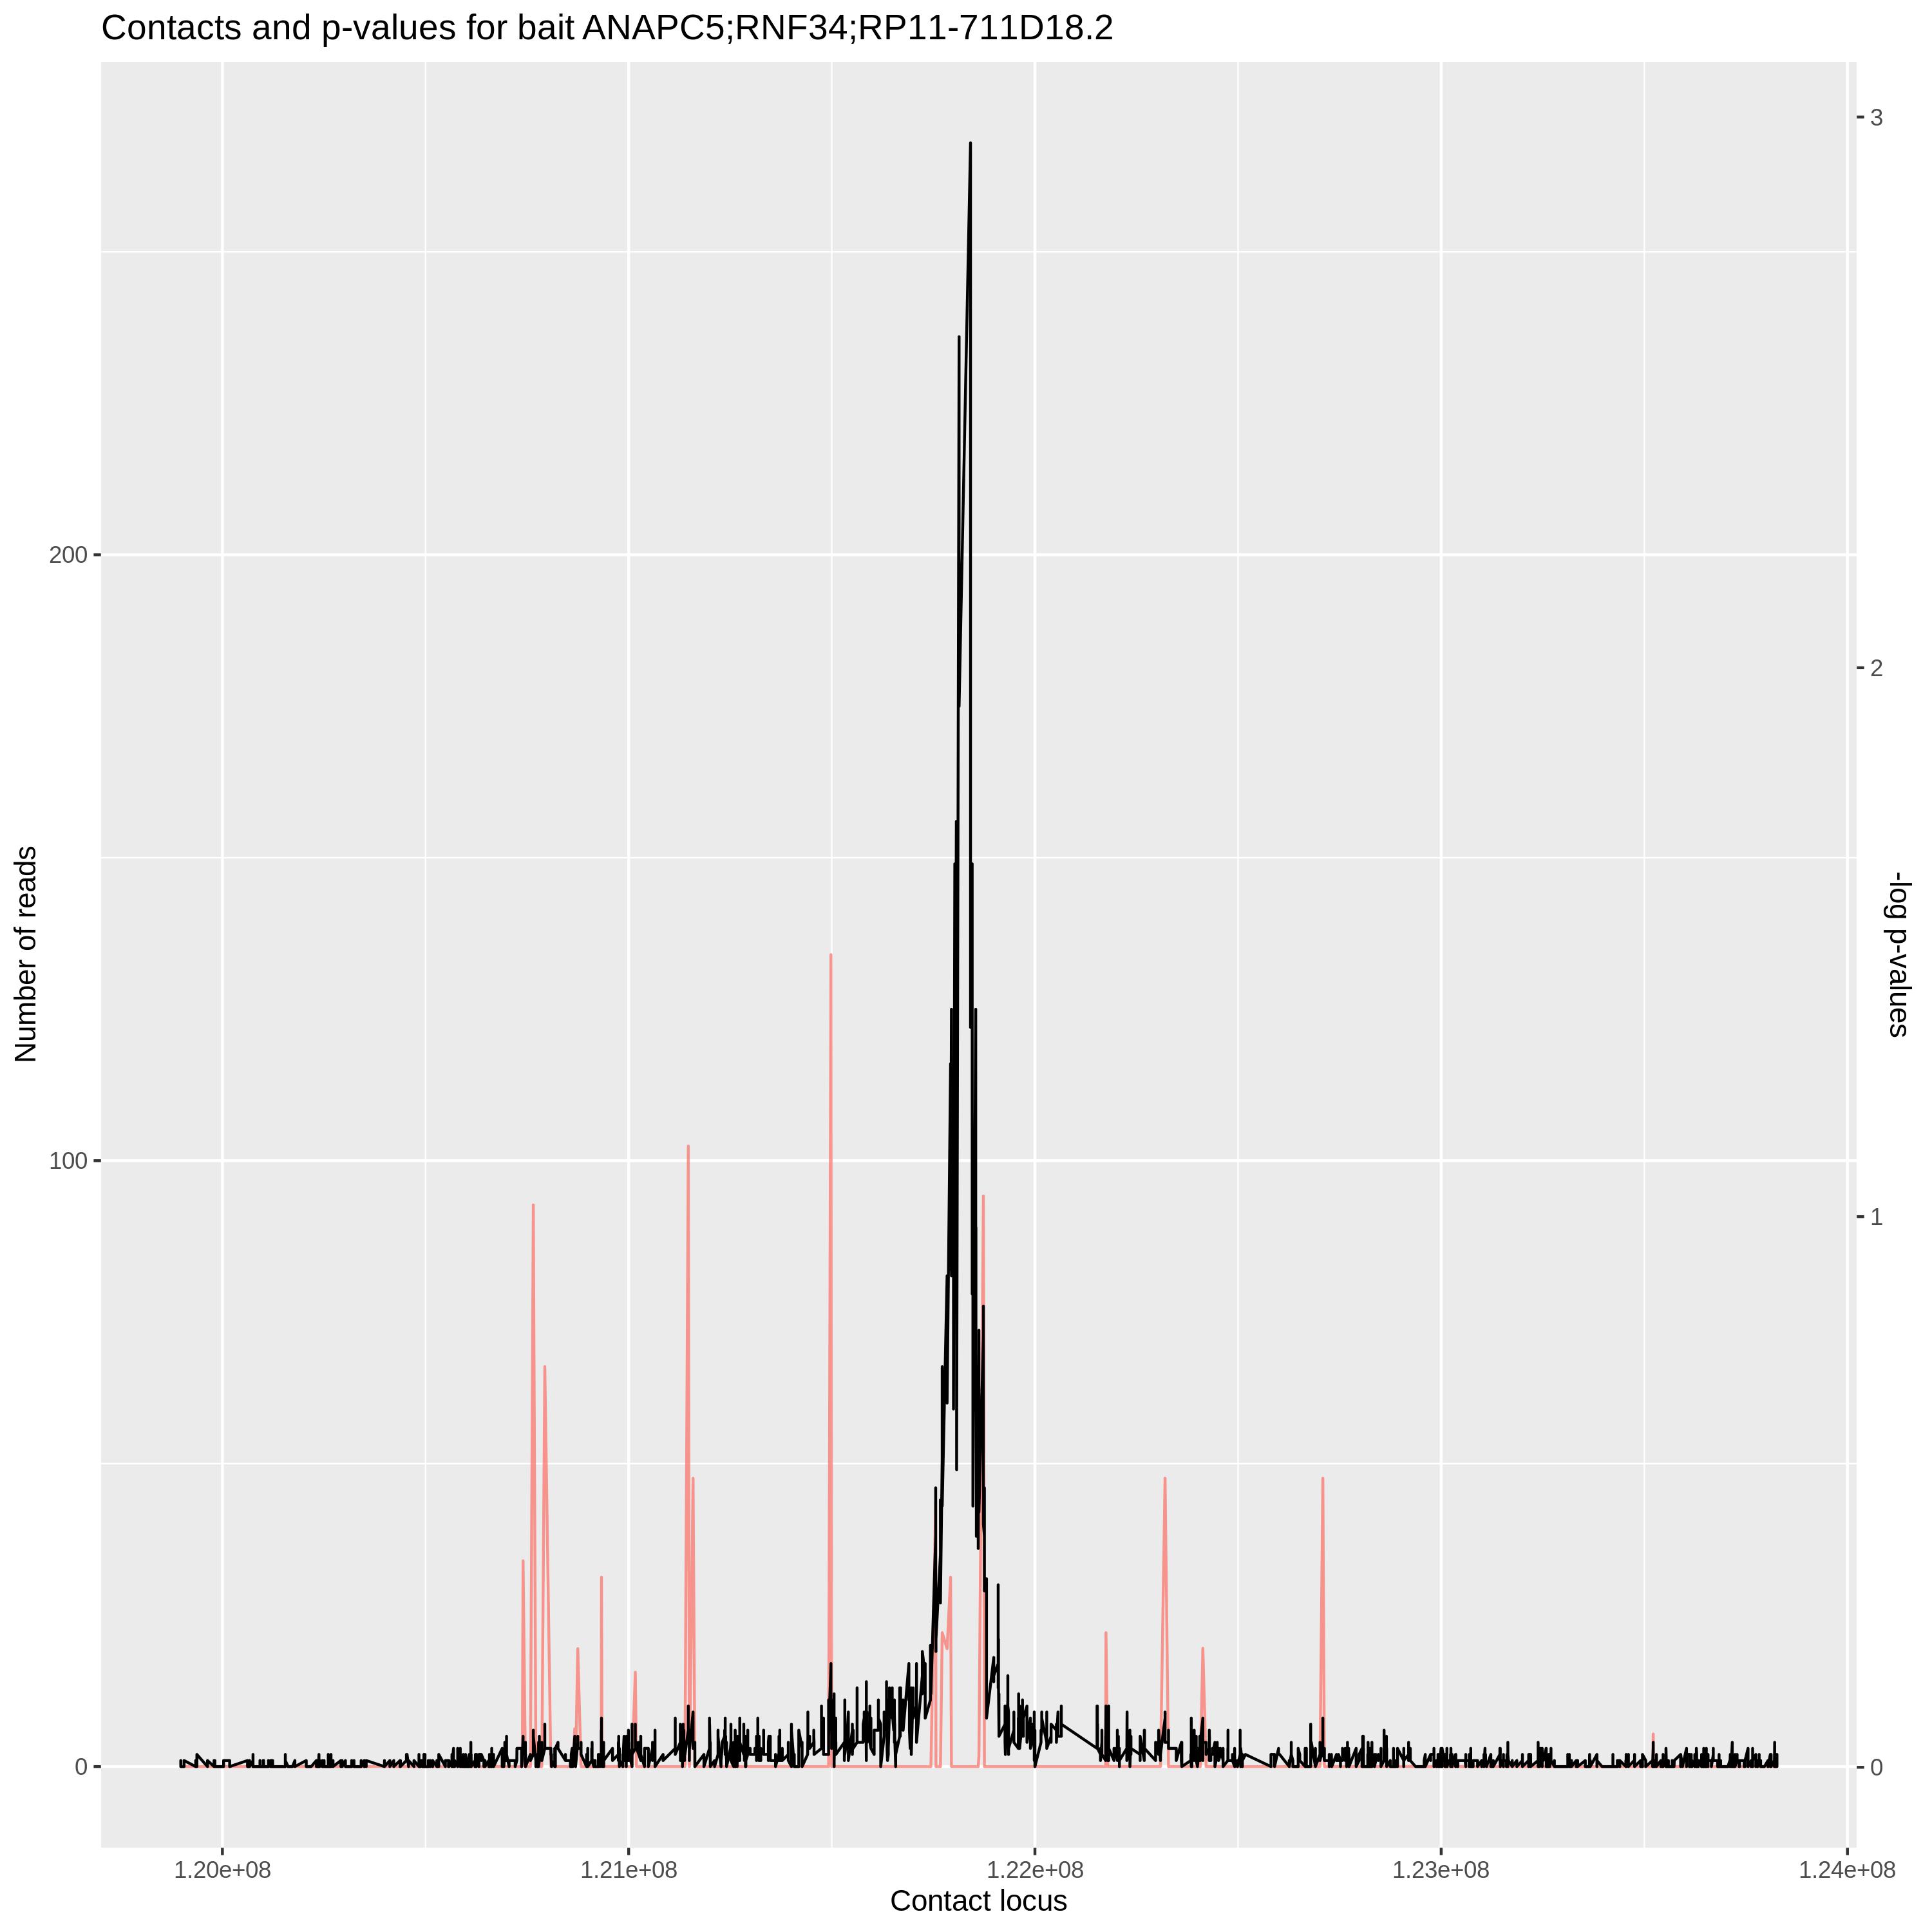 Contacts and p-values for bait ANAPC5;RNF34;RP11-711D18.2
3
200
2
Number of reads
-log p-values
1
100
0
0
1.20e+08
1.21e+08
1.22e+08
1.23e+08
1.24e+08
Contact locus